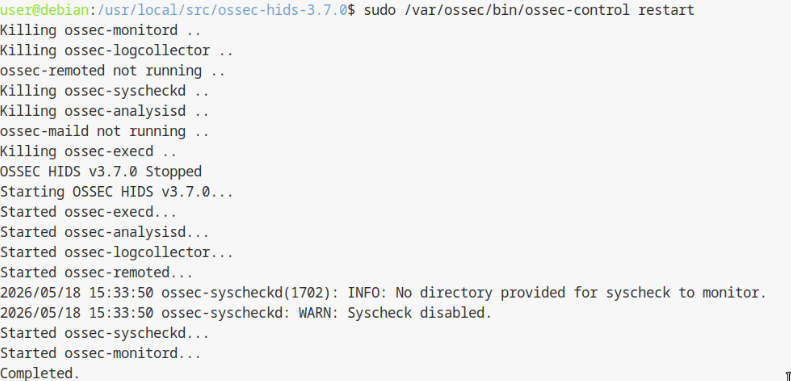 user@debian:/usr/local/src/ossec-hids-3.7.0$ sudo /var/ossec/bin/ossec-control restart
Killing ossec-monitord ..
Killing ossec-logcollector ..
ossec-remoted not running ..
Killing ossec-syscheckd ..
Killing ossec-analysisd ..
ossec-maild not running ..
Killing ossec-execd ..
OSSEC HIDS v3.7.0 Stopped
Starting OSSEC HIDS v3.7.0...
Started ossec-execd...
Started ossec-analysisd...
Started ossec-logcollector...
Started ossec-remoted...
2026/05/18 15:33:50 ossec-syscheckd(1702): INFO: No directory provided for syscheck to monitor.
2026/05/18 15:33:50 ossec-syscheckd: WARN: Syscheck disabled.
Started ossec-syscheckd...
Started ossec-monitord...
Completed.